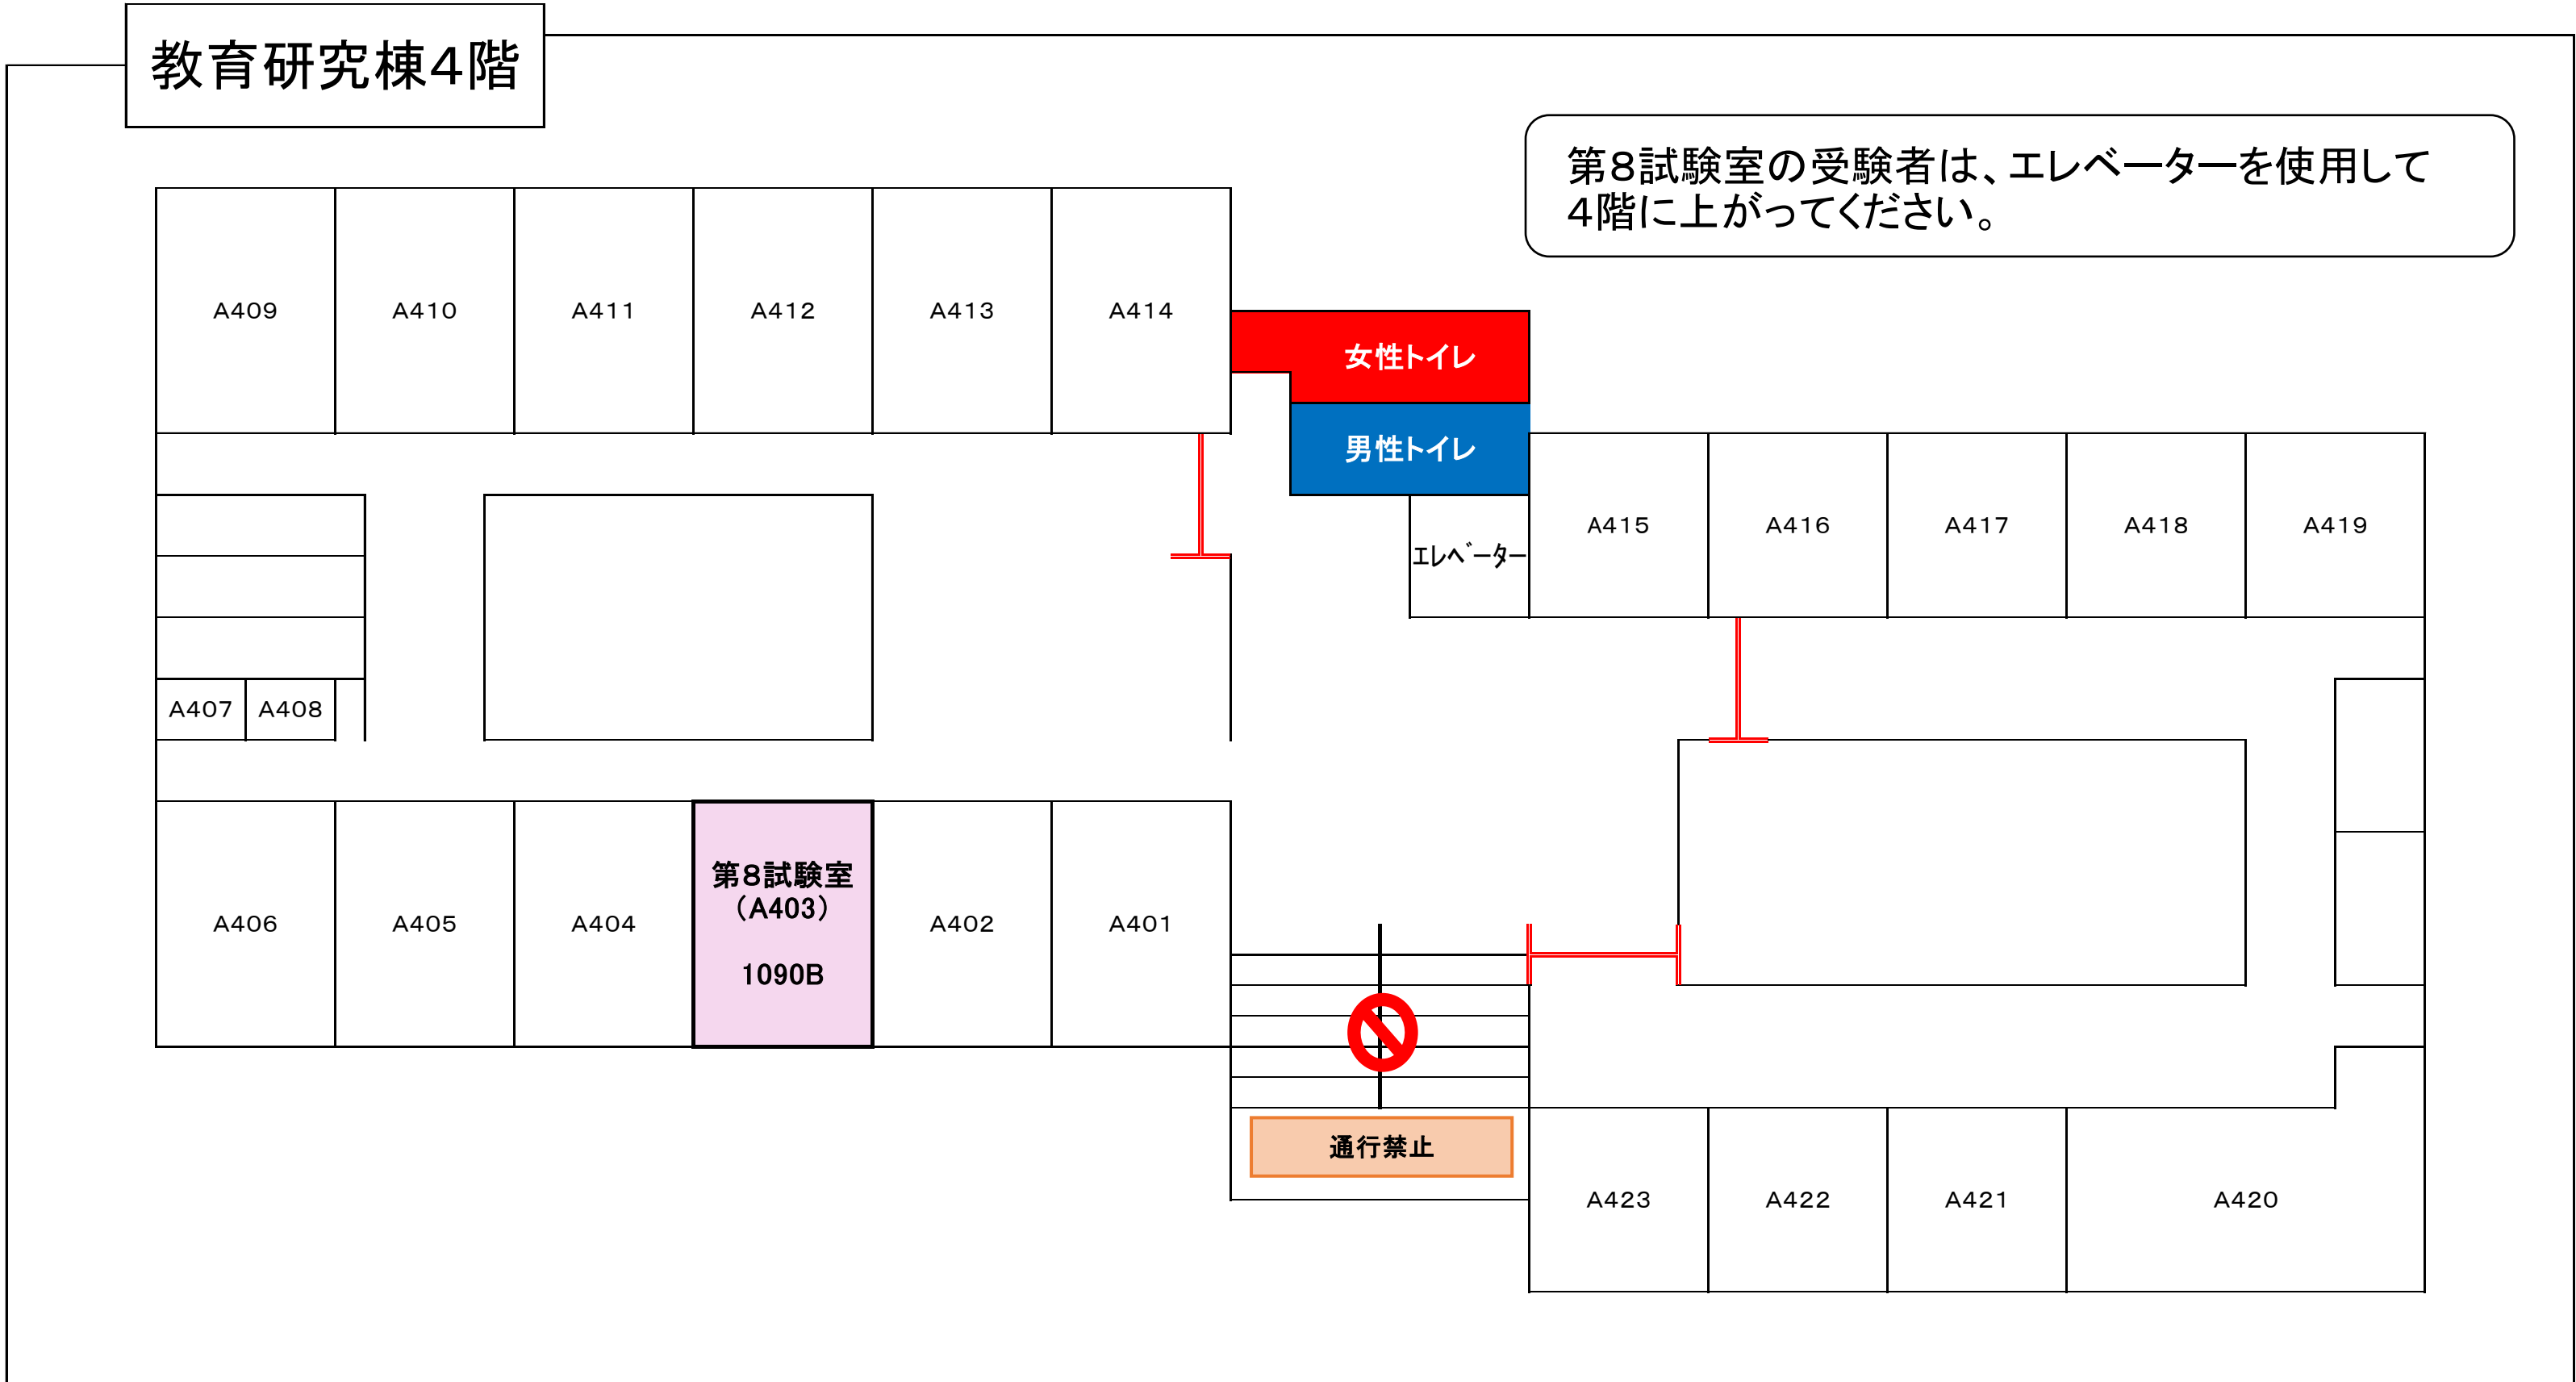 教育研究棟4階
第8試験室の受験者は、エレベーターを使用して
4階に上がってください。
A409
A410
A411
A412
A413
A414
女性トイレ
男性トイレ
エレベーター
A415
A416
A417
A418
A419
A407
A408
A406
A405
A404
第8試験室
（A403）
1090B
A402
A401
通行禁止
A423
A422
A421
A420